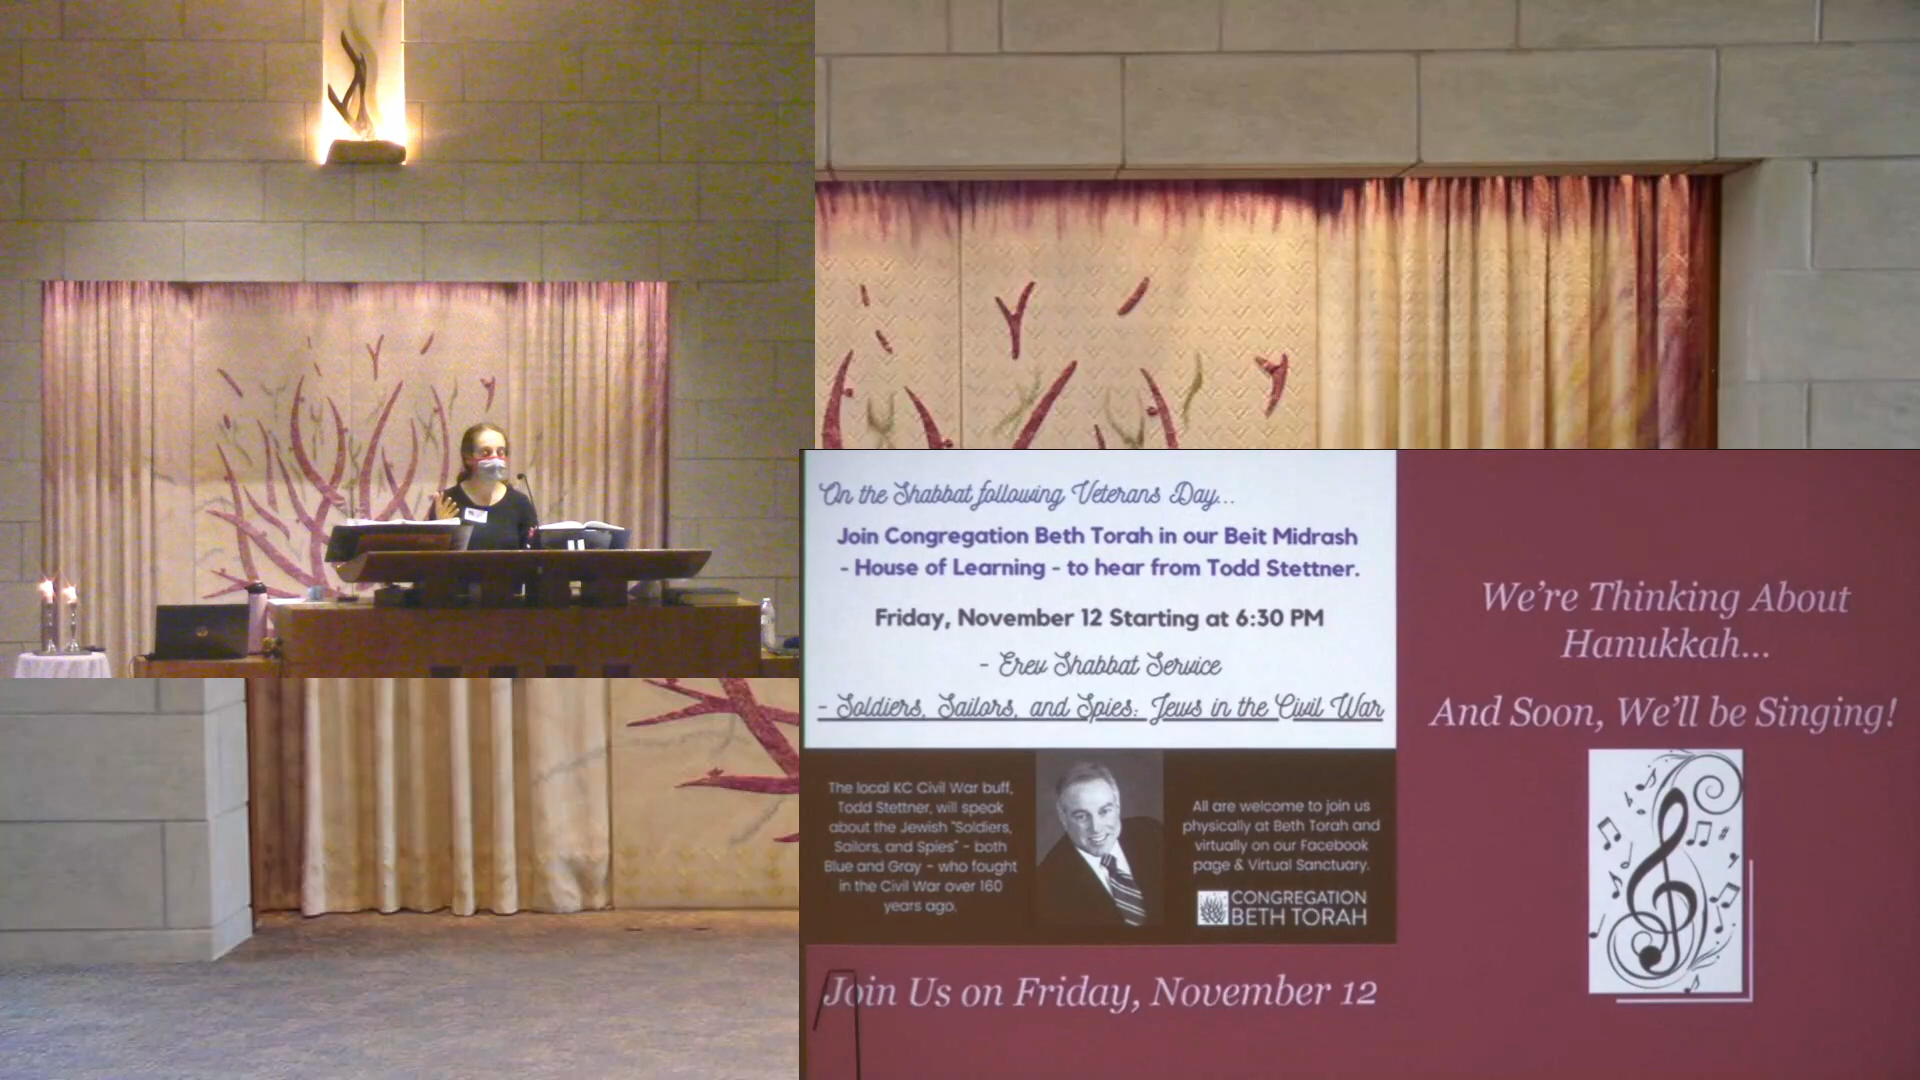 On the Shabbat following Veterans Day...
Join Congregation Beth Torah in our Beit Midrash
- House of Learning - to hear from Todd Stettner.
Friday, November 12 Starting at 6:30 PM
- Erev Shabbat Service
- Soldiers, Sailors, and Spies: Jews in the Civil War
The local KC Civil War buff,
Todd Stettner, will speak
about the Jewish "Soldiers,
Sailors, and Spies" - both
Blue and Gray - who fought
in the Civil War over 160
years ago.
All are welcome to join us
physically at Beth Torah and
virtually on our Facebook
page & Virtual Sanctuary.
CONGREGATION
BETH TORAH
Join Us on Friday, November 12
We're Thinking About
Hanukkah...
And Soon, We'll be Singing!